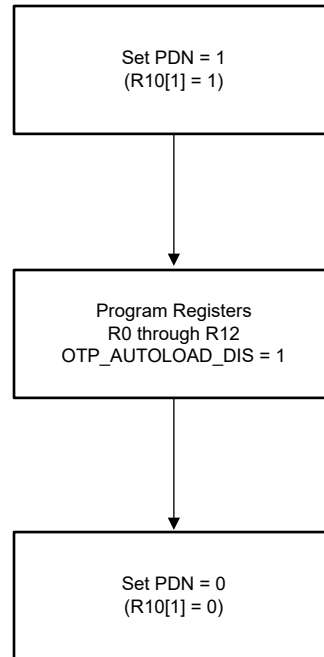 Set PDN = 1
(R10[1] = 1)
Program Registers
R0 through R12
OTP_AUTOLOAD_DIS = 1
Set PDN = 0
(R10[1] = 0)